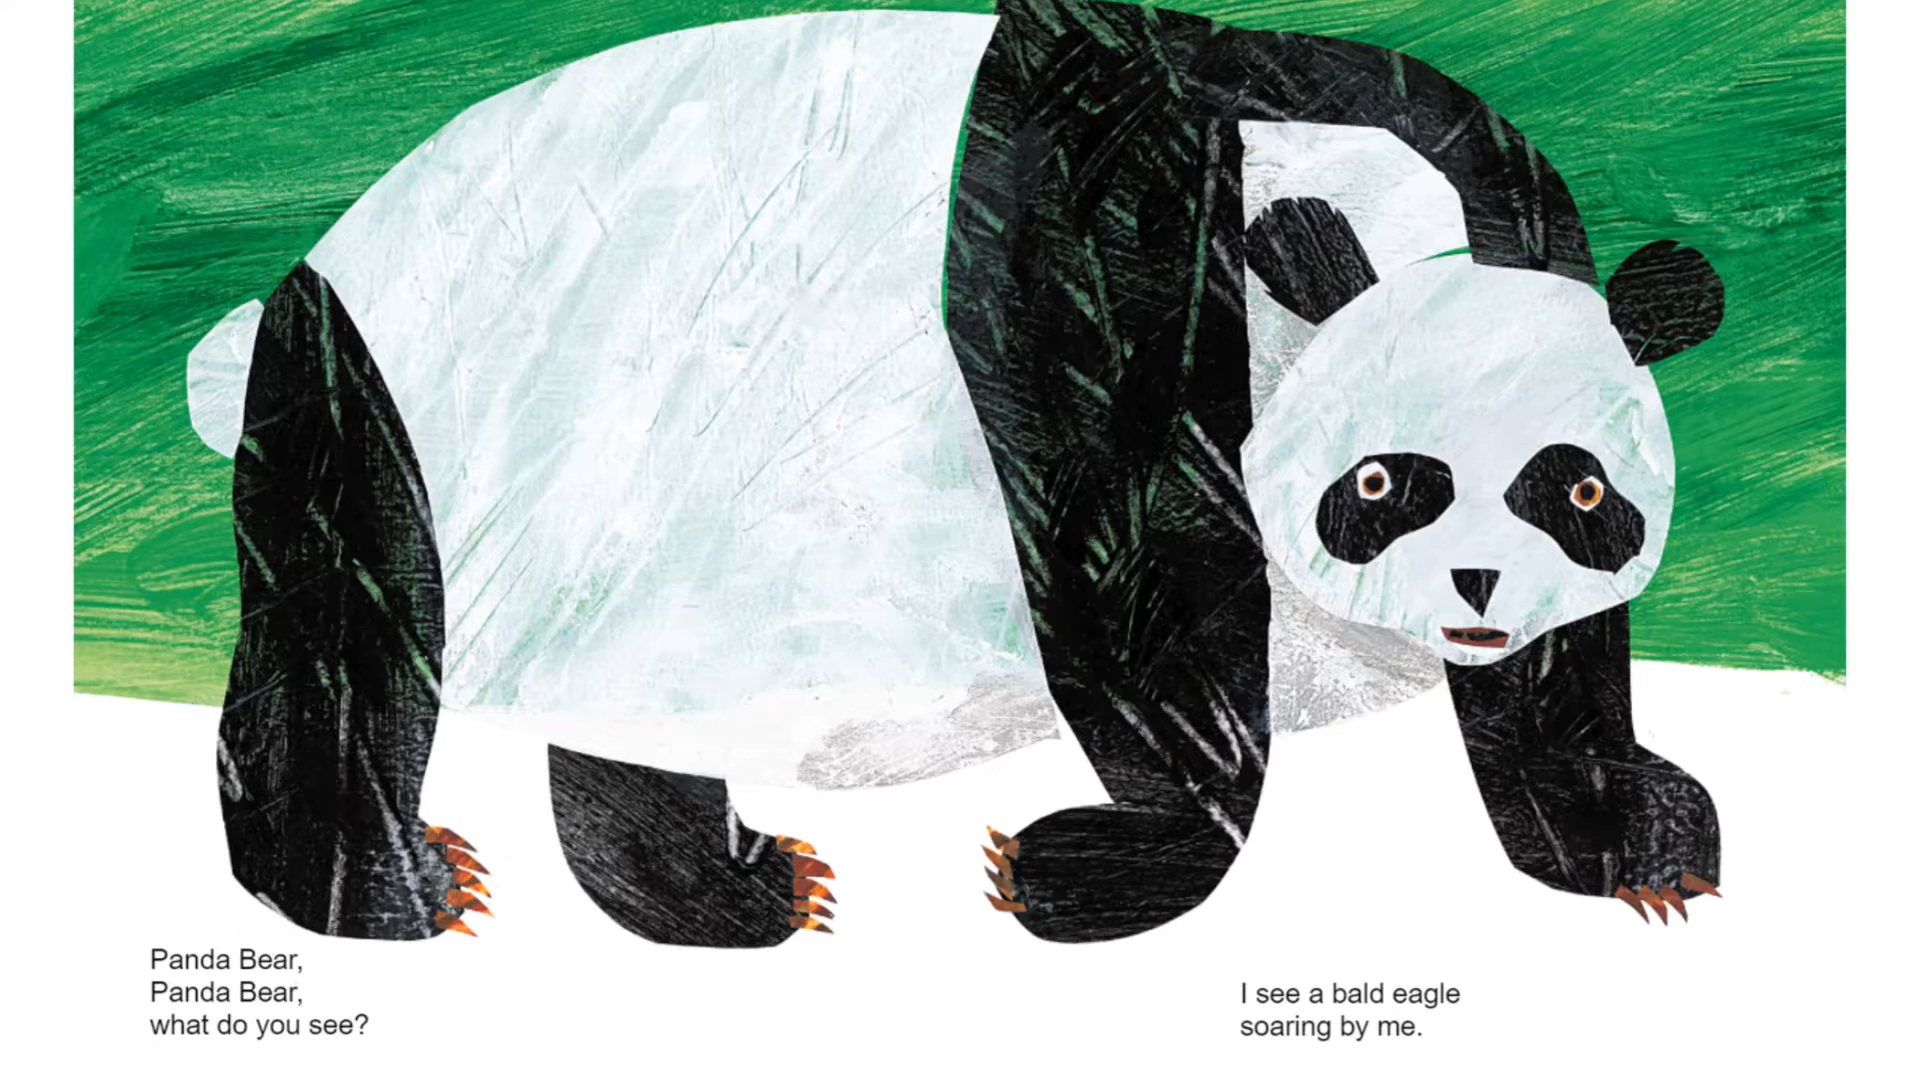 Panda Bear,
Panda Bear,
what do you see?
I see a bald eagle
soaring by me.